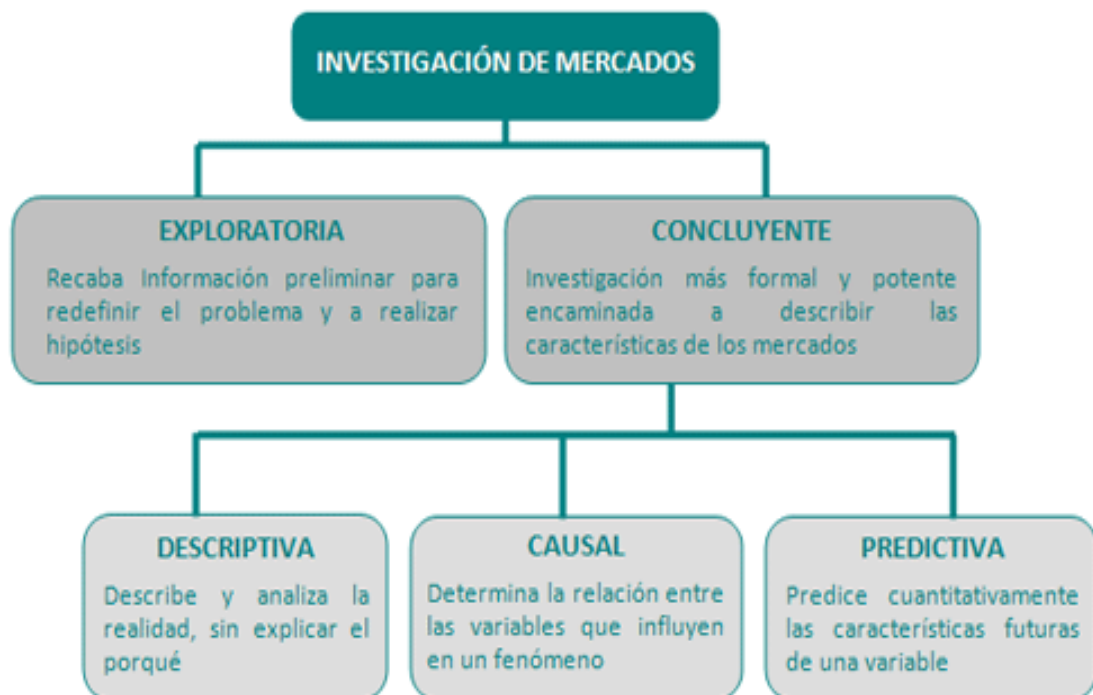 INVESTIGACIÓN DE MERCADOS
EXPLORATORIA
Recaba Información preliminar para
redefinir el problema y a realizar
hipótesis
CONCLUYENTE
Investigación más formal y potente
encaminada a describir las
características de los mercados
DESCRIPTIVA
Describe y analiza la
realidad, sin explicar el
porqué
CAUSAL
Determina la relación entre
las variables que influyen
en un fenómeno
PREDICTIVA
Predice cuantitativamente
las características futuras
de una variable